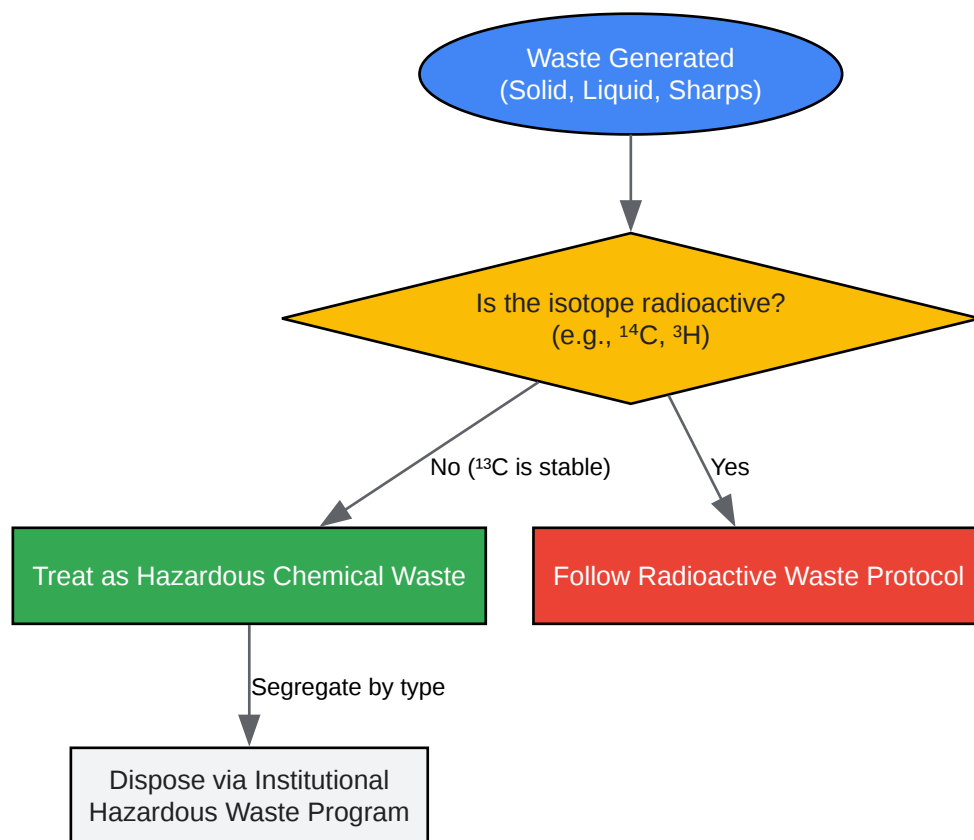 Waste Generated
(Solid, Liquid, Sharps)
Is the isotope radioactive?
(e.g., ¹⁴C, ³H)
No (¹³C is stable)
Yes
Treat as Hazardous Chemical Waste
Follow Radioactive Waste Protocol
Segregate by type
Dispose via Institutional
Hazardous Waste Program